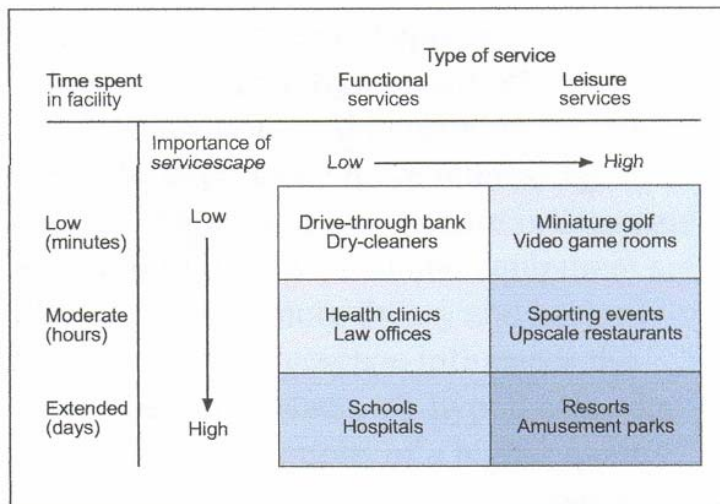 Type of service
Time spent
in facility
Functional
services
Leisure
services
Importance of
servicescape
Low
High
Low
(minutes)
Low
Drive-through bank
Dry-cleaners
Miniature golf
Video game rooms
Moderate
(hours)
Health clinics
Law offices
Sporting events
Upscale restaurants
Extended
(days)
High
Schools
Hospitals
Resorts
Amusement parks